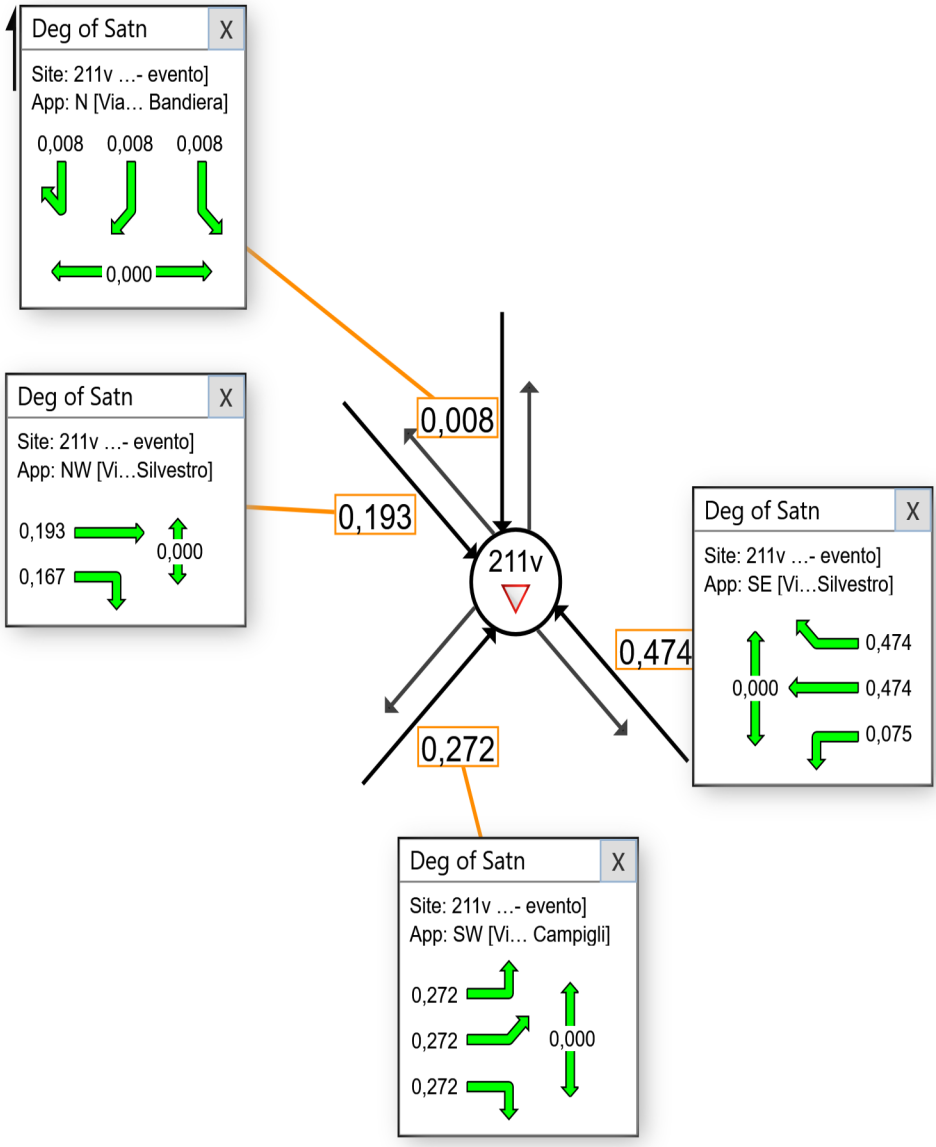 Deg of Satn X
Site: 211v ...- evento]
App: N [Via... Bandiera]
0,008 0,008 0,008
0,000
Deg of Satn X
Site: 211v ...- evento]
App: NW [Vi...Silvestro]
0,193
0,000
0,167
0,008
0,193
211v
0,474
0,272
Deg of Satn X
Site: 211v ...- evento]
App: SE [Vi...Silvestro]
0,474
0,000 0,474
0,075
Deg of Satn X
Site: 211v ...- evento]
App: SW [Vi... Campigli]
0,272
0,272 0,000
0,272